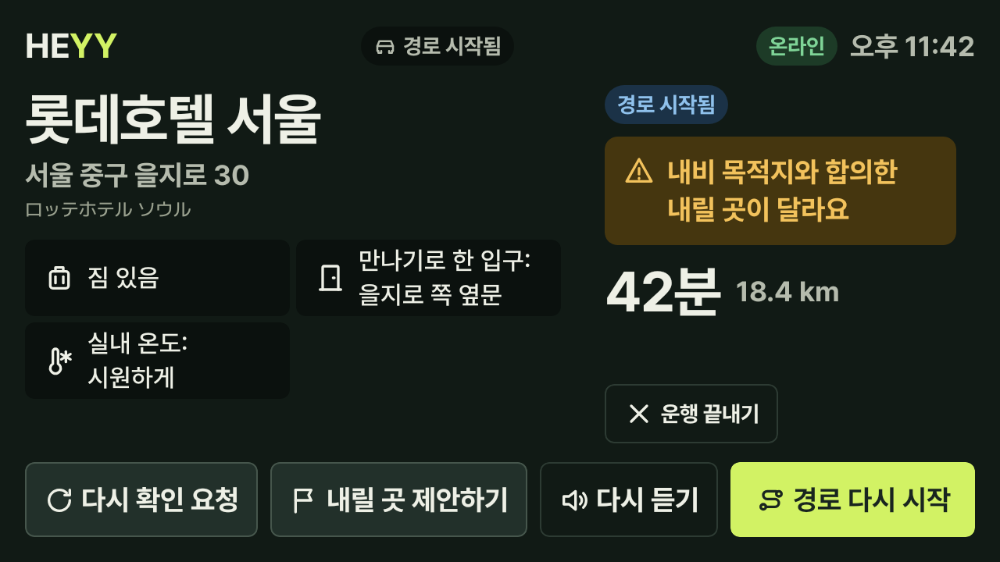 HEYY
경로 시작됨
온라인
오후 11:42
롯데호텔 서울
서울 중구 을지로 30
ロッテホテル ソウル
짐 있음
만나기로 한 입구:
을지로 쪽 옆문
실내 온도:
시원하게
경로 시작됨
내비 목적지와 합의한
내릴 곳이 달라요
42분 18.4 km
운행 끝내기
다시 확인 요청
내릴 곳 제안하기
다시 듣기
경로 다시 시작